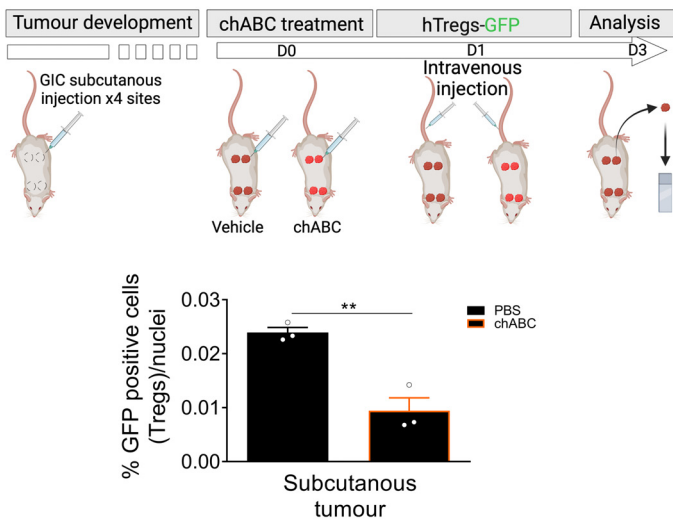 Tumour development
chABC treatment
hTregs-GFP
Analysis
D0
D1
D3
GIC subcutanous
injection x4 sites
Intravenous
injection
Vehicle
chABC
**
PBS
chABC
0.03
0.02
0.01
0.00
% GFP positive cells
(Tregs)/nuclei
Subcutanous
tumour